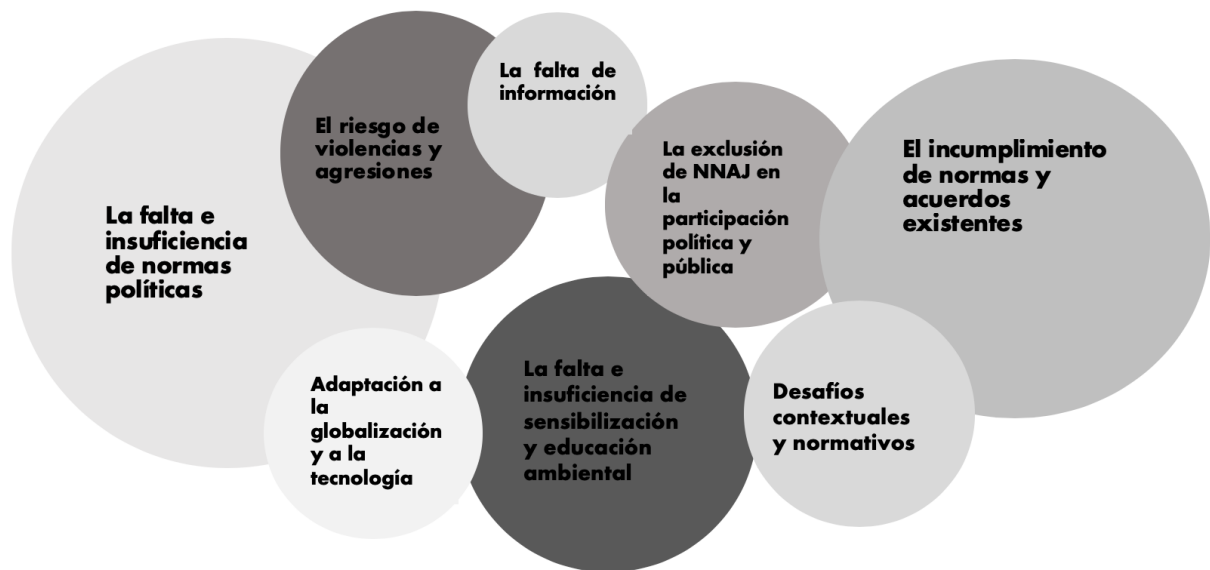 La falta e
insuficiencia
de normas
políticas
El riesgo de
violencias y
agresiones
La falta de
información
La exclusión
de NNAJ en
la
participación
política y
pública
El incumplimiento
de normas y
acuerdos
existentes
Adaptación a
la
globalización
y a la
tecnología
La falta e
insuficiencia de
sensibilización
y educación
ambiental
Desafíos
contextuales
y normativos